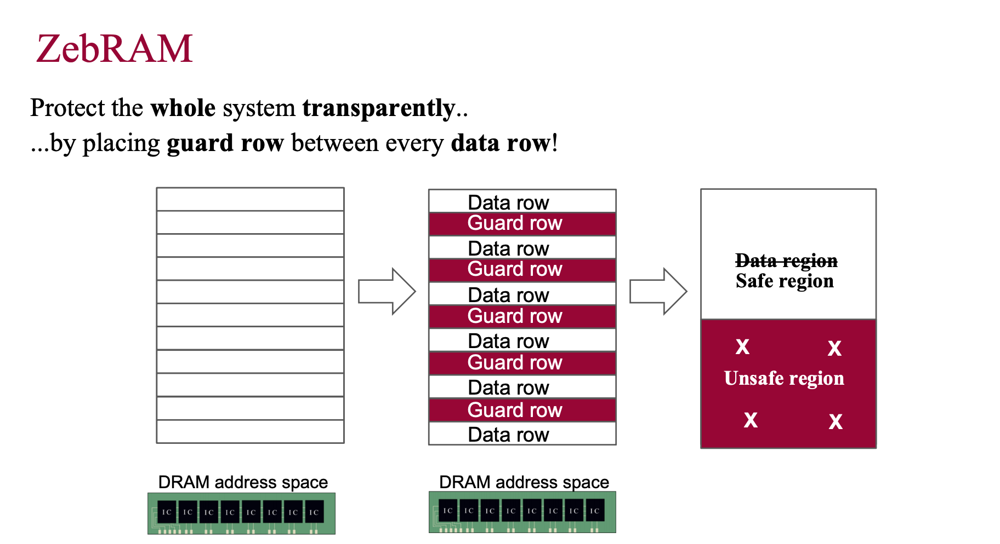 ZebRAM
Protect the whole system transparently..
...by placing guard row between every data row!
Data row
Guard row
Data row
Guard row
Data row
Guard row
Data row
Guard row
Data row
Guard row
Data row
Data region
Safe region
X X
Unsafe region
X X
DRAM address space
IC IC IC IC IC IC IC IC
DRAM address space
IC IC IC IC IC IC IC IC